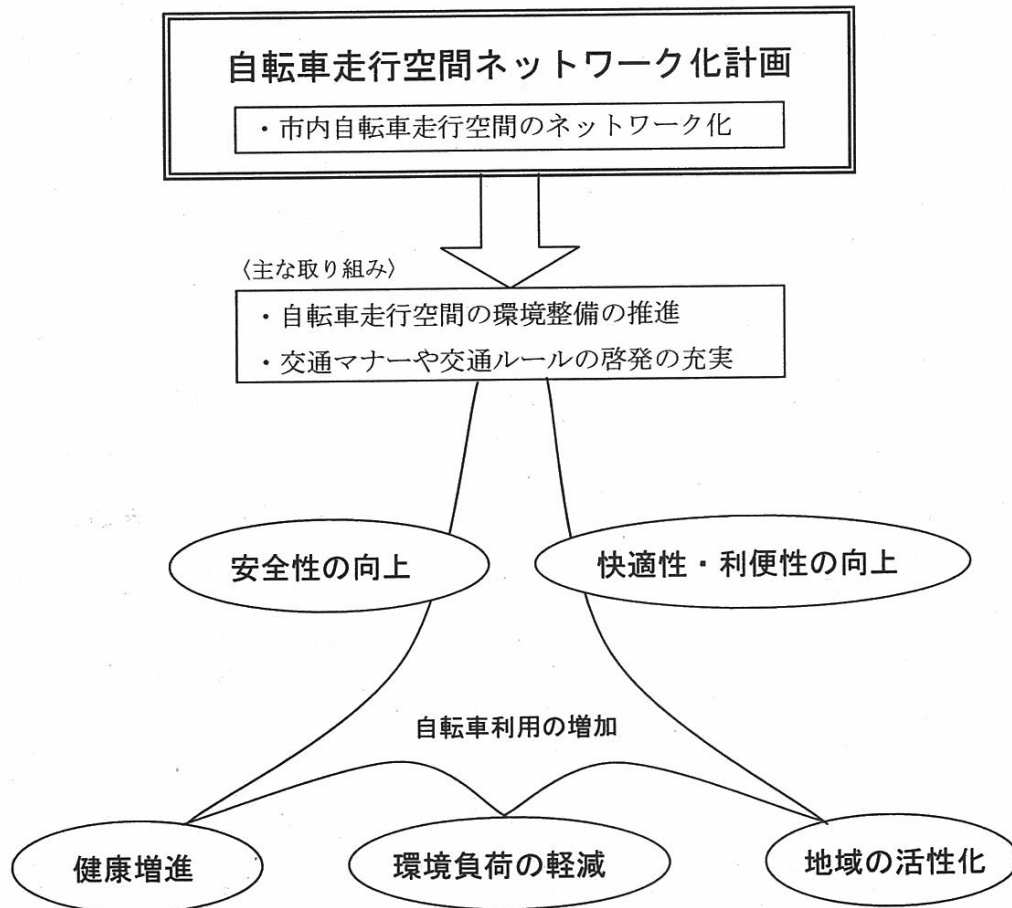 自転車走行空間ネットワーク化計画
・市内自転車走行空間のネットワーク化
〈主な取り組み〉
・自転車走行空間の環境整備の推進
・交通マナーや交通ルールの啓発の充実
安全性の向上
快適性・利便性の向上
自転車利用の増加
健康増進
環境負荷の軽減
地域の活性化